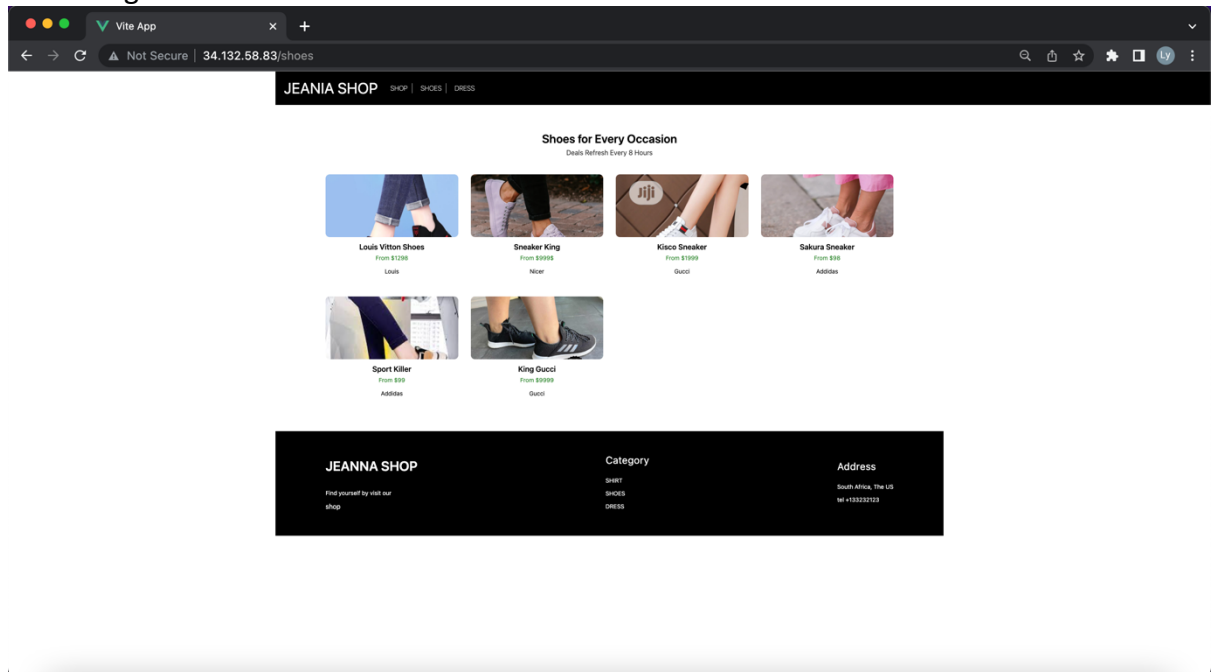 Vite App
Not Secure | 34.132.58.83/shoes
Ly
JEANIA SHOP SHOP | SHOES | DRESS
Shoes for Every Occasion
Deals Refresh Every 8 Hours
Jiji
Louis Vitton Shoes
From $1298
Louis
Sneaker King
From $999$
Nicer
Kisco Sneaker
From $1999
Gucci
Sakura Sneaker
From $98
Addidas
Sport Killer
From $99
Addidas
King Gucci
From $9999
Gucci
JEANNA SHOP
Find yourself by visit our
shop
Category
SHIRT
SHOES
DRESS
Address
South Africa, The US
tel +133232123